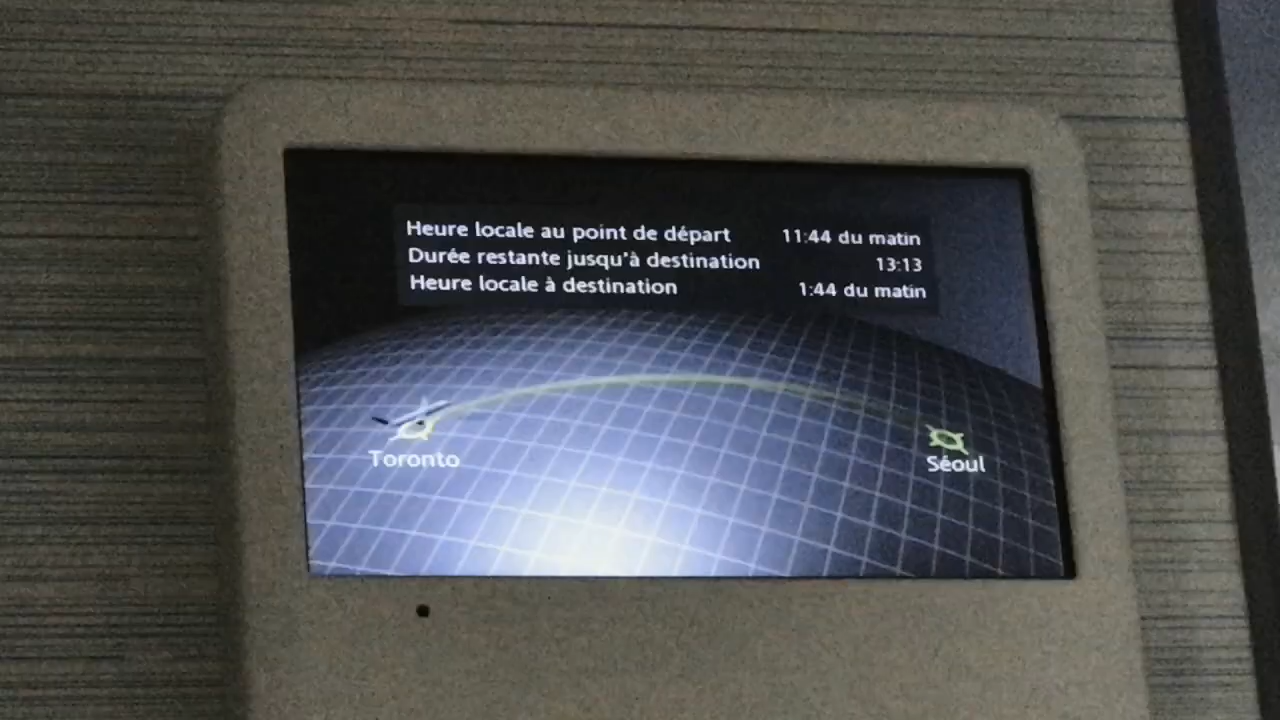 Heure locale au point de départ 11:44 du matin
Durée restante jusqu'à destination 13:13
Heure locale à destination 1:44 du matin
Toronto
Séoul